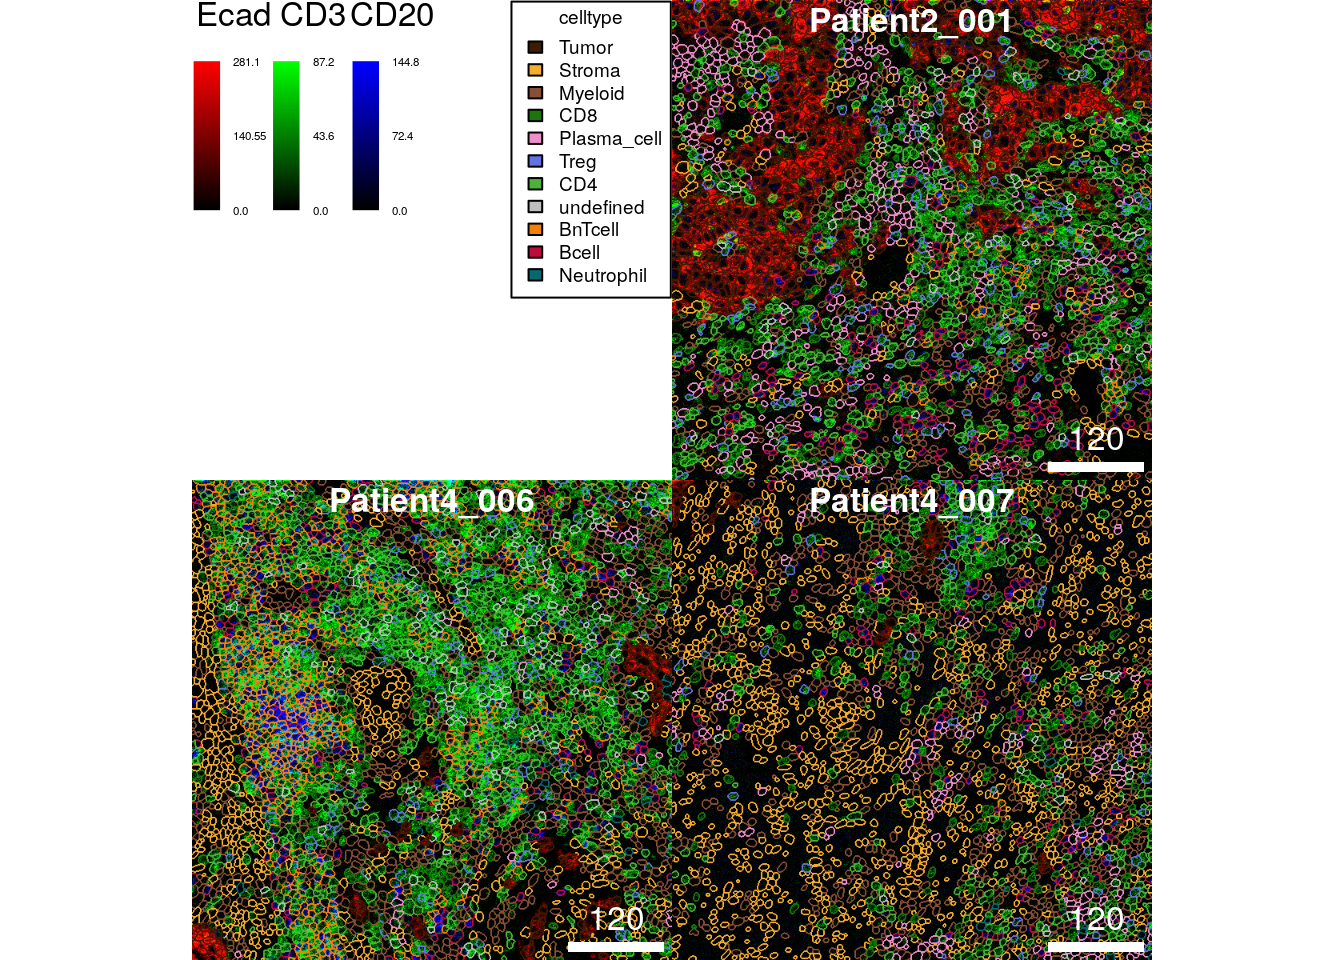 Ecad CD3 CD20
281.1 87.2 144.8
140.55 43.6 72.4
0.0 0.0 0.0
celltype
Tumor
Stroma
Myeloid
CD8
Plasma_cell
Treg
CD4
undefined
BnTcell
Bcell
Neutrophil
Patient2_001
120
Patient4_006
120
Patient4_007
120